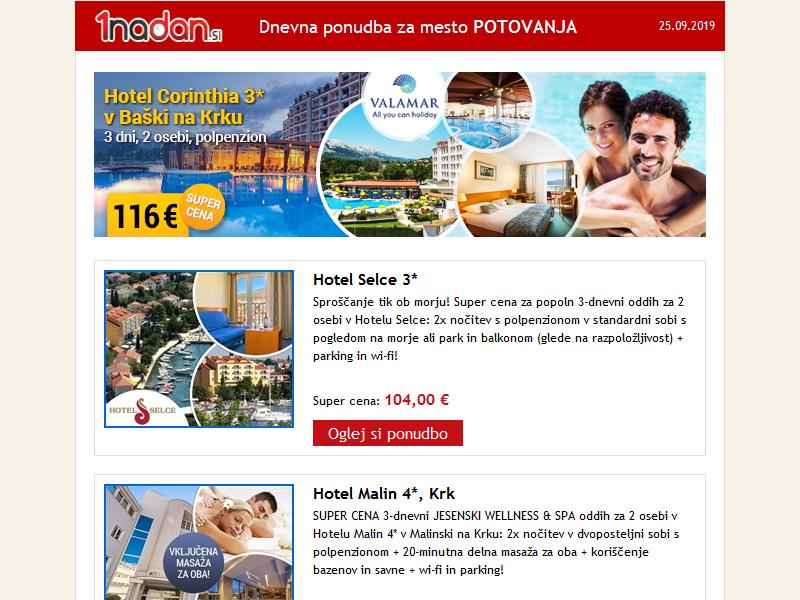 1nadan.si
Dnevna ponudba za mesto POTOVANJA
25.09.2019
Hotel Corinthia 3*
v Baški na Krku
3 dni, 2 osebi, polpenzion
116 €
SUPER
CENA
VALAMAR
All you can holiday
Hotel Selce 3*
Sproščanje tik ob morju! Super cena za popoln 3-dnevni oddih za 2
osebi v Hotelu Selce: 2x nočitev s polpenzionom v standardni sobi s
pogledom na morje ali park in balkonom (glede na razpoložljivost) +
parking in wi-fi!
Super cena: 104,00 €
Oglej si ponudbo
HOTEL SELCE
Hotel Malin 4*, Krk
SUPER CENA 3-dnevni JESENSKI WELLNESS & SPA oddih za 2 osebi v
Hotelu Malin 4* v Malinski na Krku: 2x nočitev v dvoposteljni sobi s
polpenzionom + 20-minutna delna masaža za oba + koriščenje
bazenov in savne + wi-fi in parking!
VKLJUČENA
MASAŽA
ZA OBA!